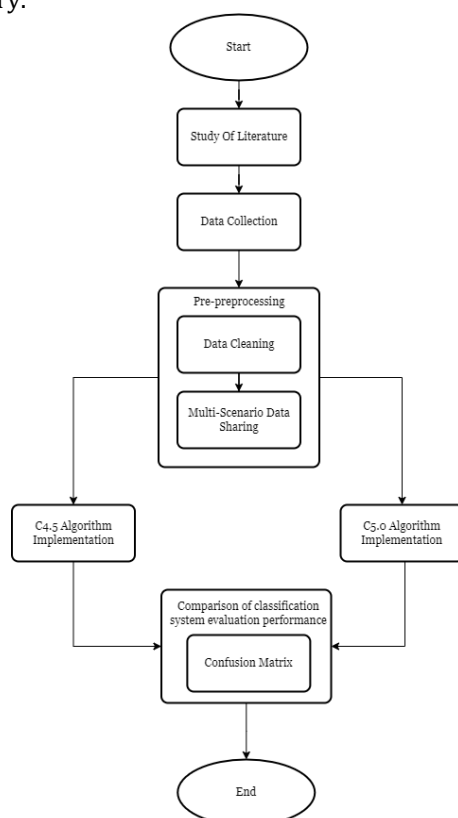 ry.
Start
Study Of Literature
Data Collection
Pre-preprocessing
Data Cleaning
Multi-Scenario Data
Sharing
C4.5 Algorithm
Implementation
C5.0 Algorithm
Implementation
Comparison of classification
system evaluation performance
Confusion Matrix
End